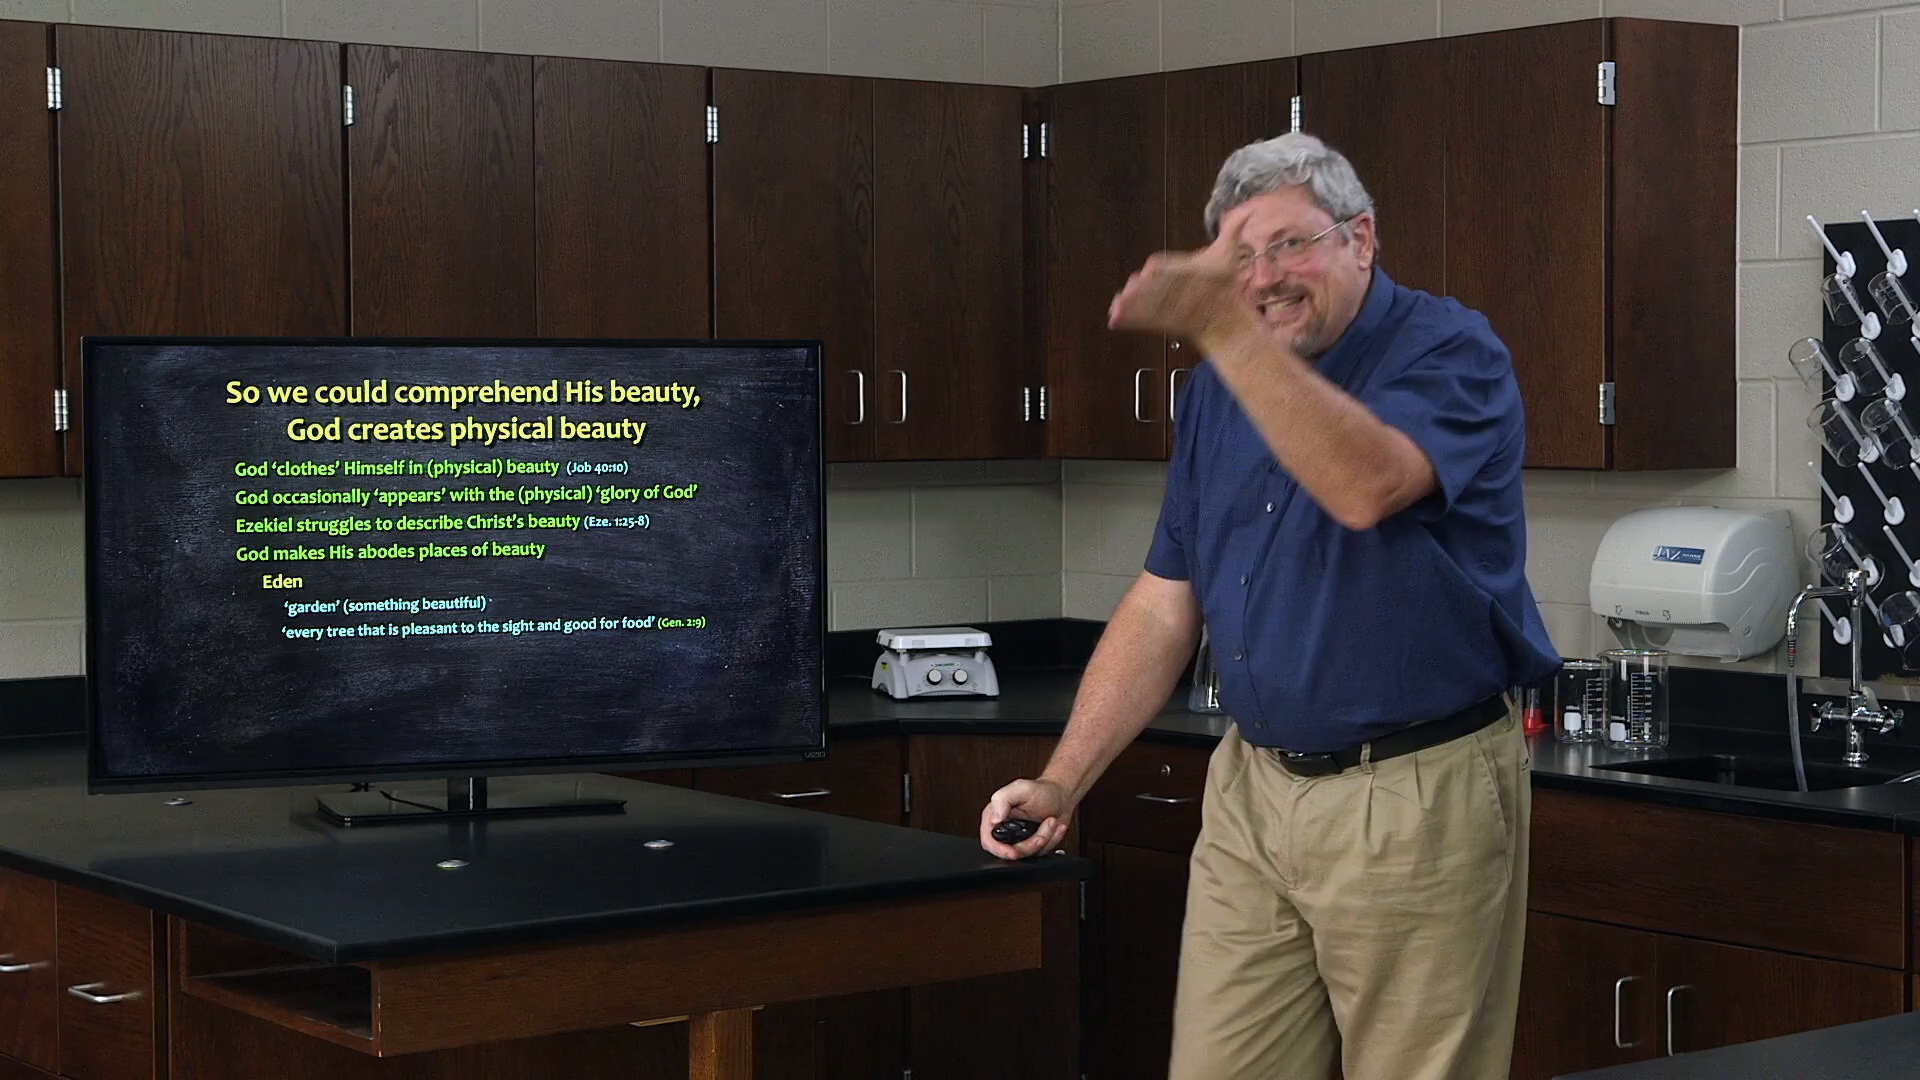 So we could comprehend His beauty,
God creates physical beauty
God ‘clothes’ Himself in (physical) beauty (Job 40:10)
God occasionally ‘appears’ with the (physical) ‘glory of God’
Ezekiel struggles to describe Christ's beauty (Eze. 1:25-8)
God makes His abodes places of beauty
Eden
‘garden’ (something beautiful)
‘every tree that is pleasant to the sight and good for food’ (Gen. 2:9)
VIZIO